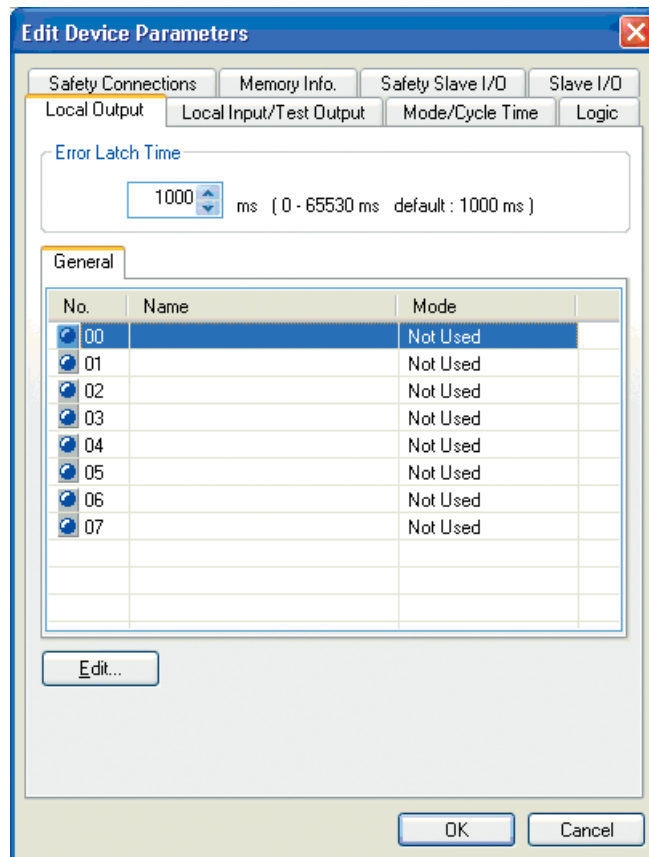 Edit Device Parameters
Safety Connections Memory Info. Safety Slave I/O Slave I/O
Local Output Local Input/Test Output Mode/Cycle Time Logic
Error Latch Time
1000 ms ( 0 - 65530 ms default : 1000 ms )
General
No. Name Mode
00 Not Used
01 Not Used
02 Not Used
03 Not Used
04 Not Used
05 Not Used
06 Not Used
07 Not Used
Edit...
OK Cancel